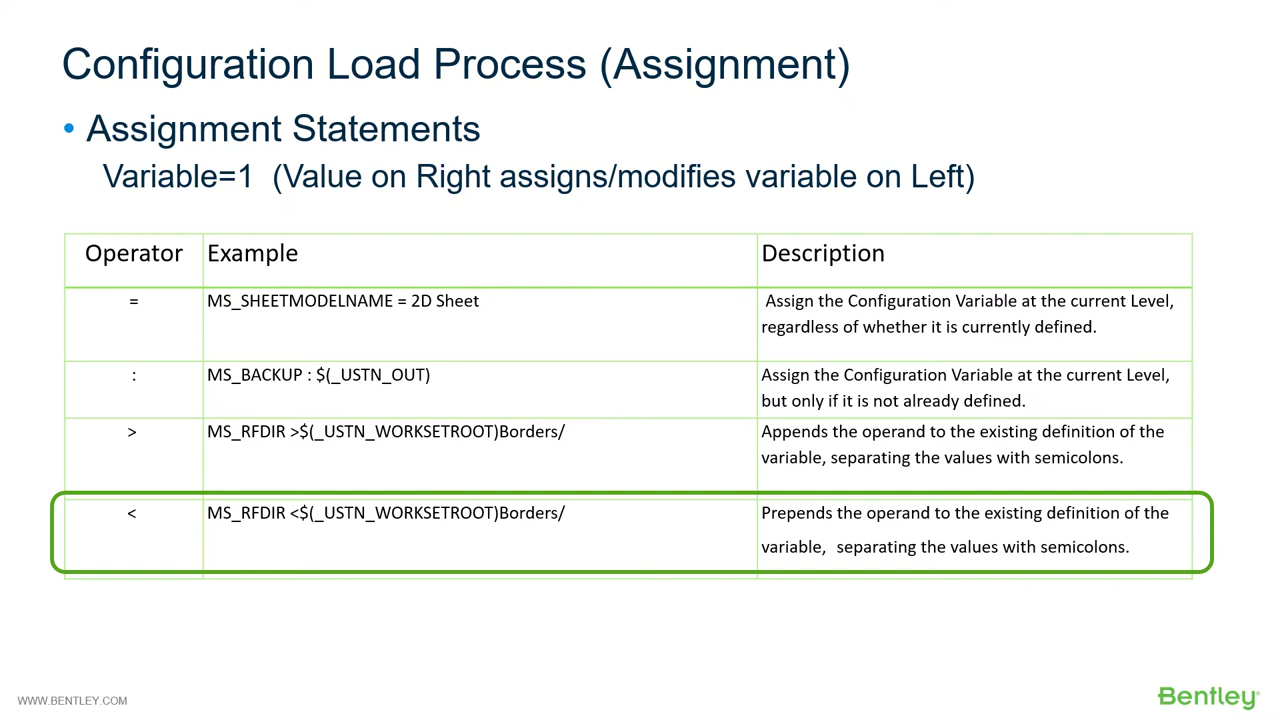 Configuration Load Process (Assignment)
• Assignment Statements
Variable=1 (Value on Right assigns/modifies variable on Left)
Operator Example Description
= MS_SHEETMODELNAME = 2D Sheet Assign the Configuration Variable at the current Level,
regardless of whether it is currently defined.
: MS_BACKUP : $(_USTN_OUT) Assign the Configuration Variable at the current Level,
but only if it is not already defined.
> MS_RFDIR >$(_USTN_WORKSETROOT)Borders/ Appends the operand to the existing definition of the
variable, separating the values with semicolons.
< MS_RFDIR <$(_USTN_WORKSETROOT)Borders/ Prepends the operand to the existing definition of the
variable, separating the values with semicolons.
WWW.BENTLEY.COM
Bentley